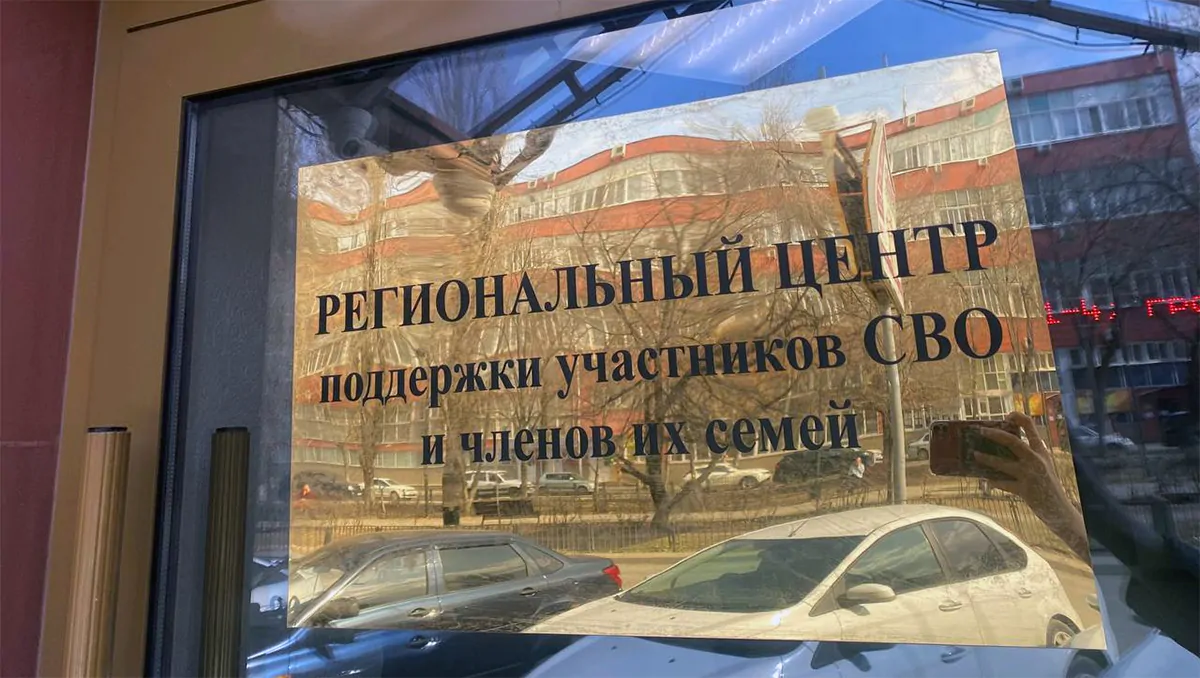 РЕГИОНАЛЬНЫЙ ЦЕНТР
поддержки участников СВО
и членов их семей